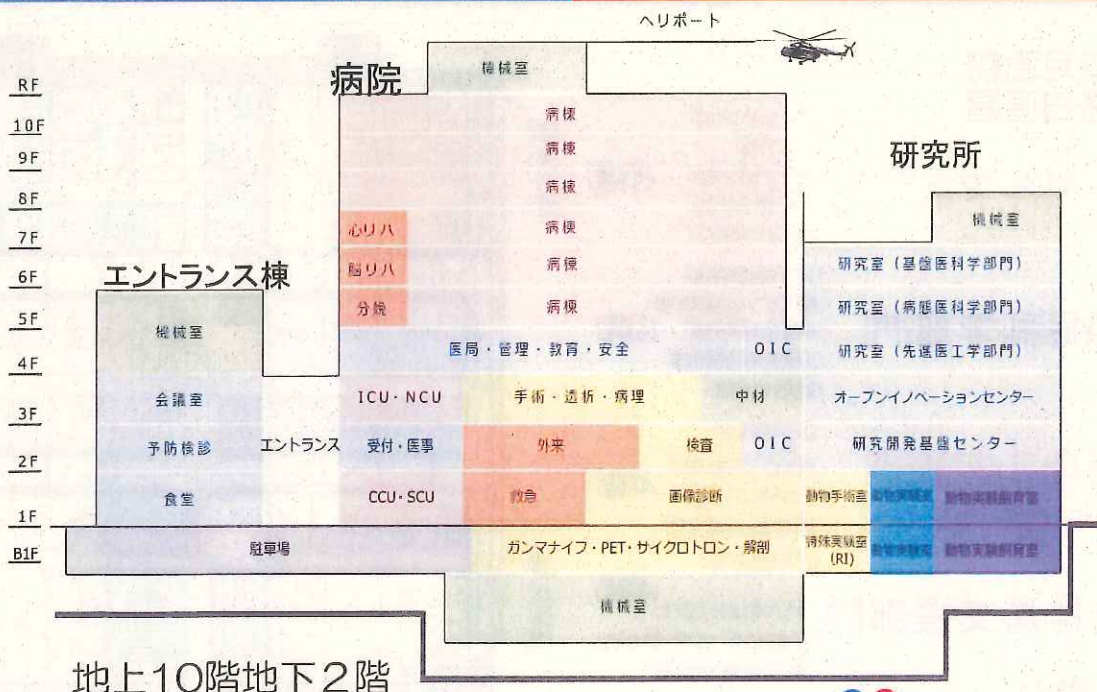 ヘリポート
病院
機械室
RF
病棟
10F
病棟
9F
研究所
病棟
8F
機械室
心リハ
病棟
7F
脳リハ
病棟
研究室（基盤医科学部門）
6F
エントランス棟
分娩
病棟
研究室（病態医科学部門）
5F
機械室
医局・管理・教育・安全
OIC
研究室（先進医工学部門）
4F
会議室
ICU・NCU
手術・透析・病理
中材
オープンイノベーションセンター
3F
予防検診
エントランス
受付・医事
外来
検査
OIC
研究開発基盤センター
2F
食堂
CCU・SCU
救急
画像診断
動物手術室
動物実験室
動物実験飼育室
1F
駐車場
ガンマナイフ・PET・サイクロトロン・解剖
特殊実験室
(RI)
動物実験室
動物実験飼育室
B1F
機械室
地上10階地下2階